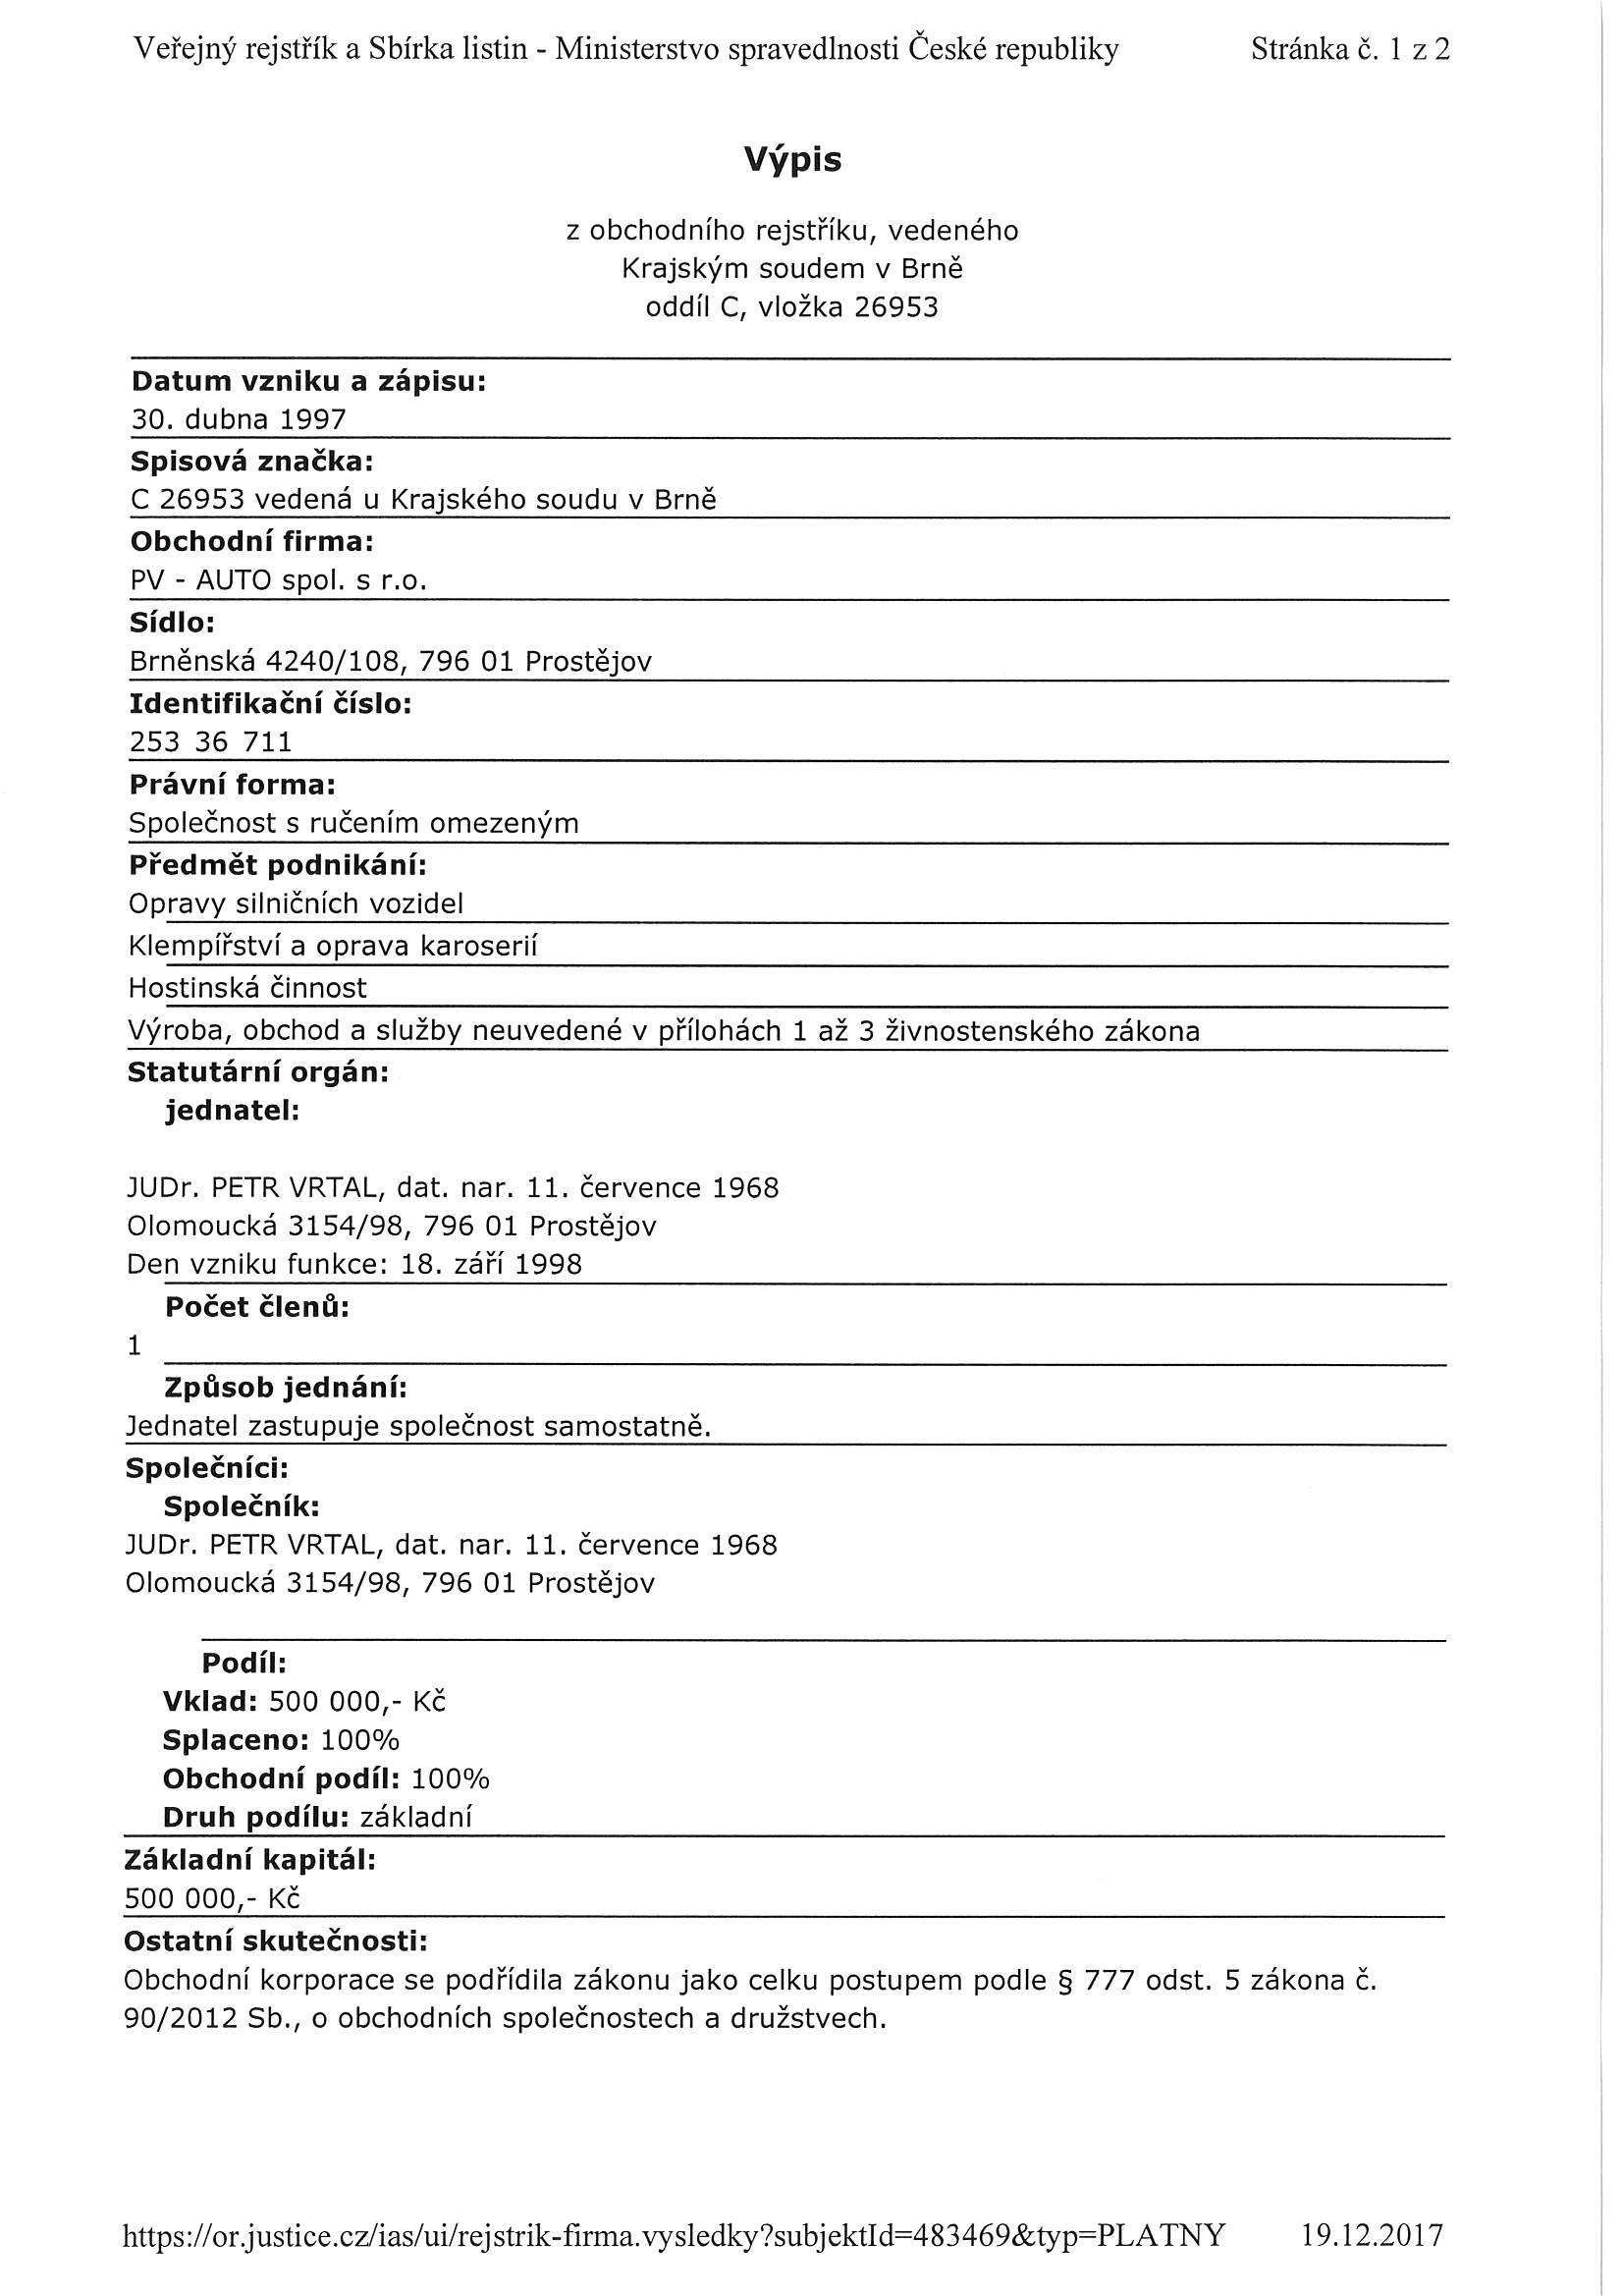 Veřejný rejstřík a Sbírka listin - Ministerstvo spravedlnosti České republiky Stránka č. 1 z 2
Výpis
z obchodního rejstříku, vedeného
Krajským soudem v Brně
oddíl C, vložka 26953
Datum vzniku a zápisu:
30. dubna 1997
Spisová značka:
C 26953 vedená u Krajského soudu v Brně
Obchodní firma:
PV - AUTO spol. s r.o.
Sídlo:
Brněnská 4240/108, 796 01 Prostějov
Identifikační číslo:
253 36 711
Právní forma:
Společnost s ručením omezeným
Předmět podnikání:
Opravy silničních vozidel
Klempířství a oprava karoserií
Hostinská činnost
Výroba, obchod a služby neuvedené v přílohách 1 až 3 živnostenského zákona
Statutární orgán:
jednatel:
JUDr. PETR VRTAL, dat. nar. 11. července 1968
Olomoucká 3154/98, 796 01 Prostějov
Den vzniku funkce: 18. září 1998
Počet členů:
1
Způsob jednání:
Jednatel zastupuje společnost samostatně.
Společníci:
Společník:
JUDr. PETR VRTAL, dat. nar. 11. července 1968
Olomoucká 3154/98, 796 01 Prostějov
Podíl:
Vklad: 500 000,- Kč
Splaceno: 100%
Obchodní podíl: 100%
Druh podílu: základní
Základní kapitál:
500 000,- Kč
Ostatní skutečnosti:
Obchodní korporace se podřídila zákonu jako celku postupem podle § 777 odst. 5 zákona č.
90/2012 Sb., o obchodních společnostech a družstvech.
https://or.justice.cz/ias/ui/rejstrik-firma.vysledky?subjektId=483469&typ=PLATNY 19.12.2017